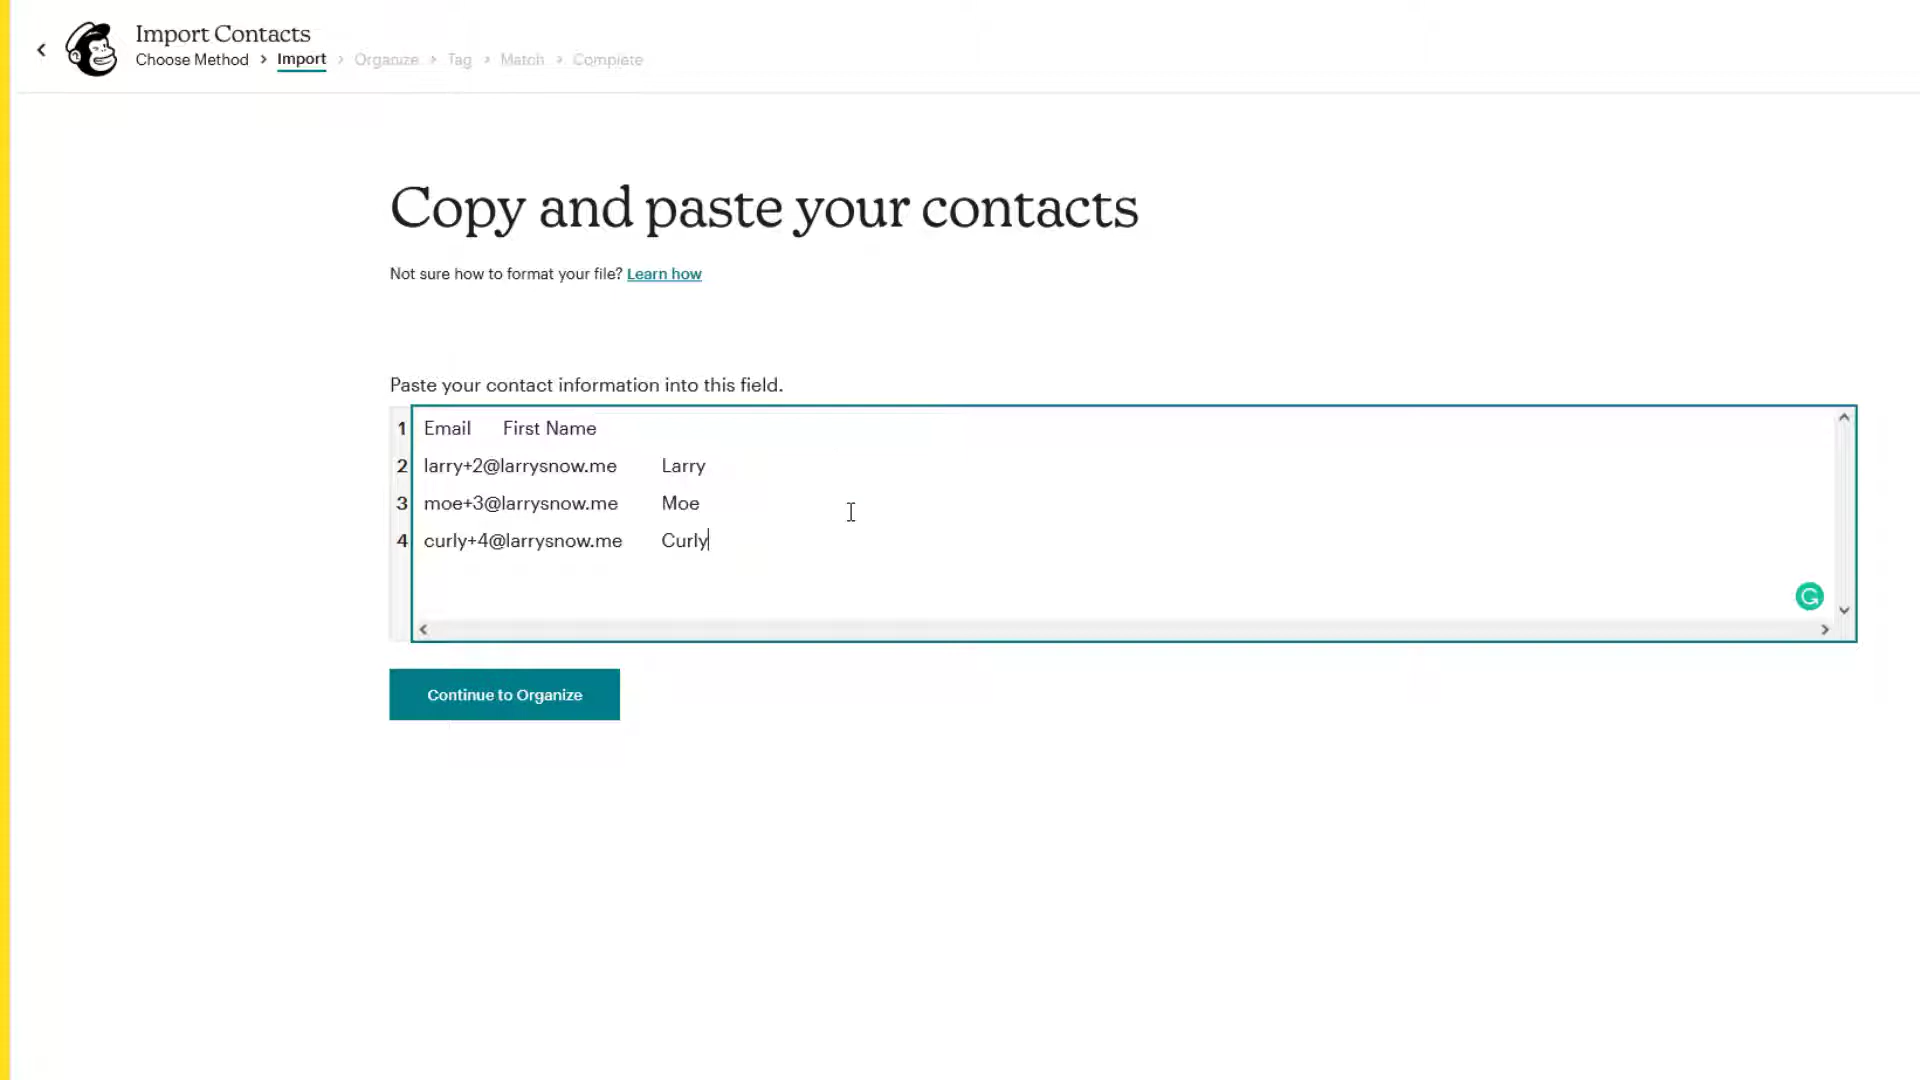 Import Contacts
Choose Method > Import > Organize > Tag > Match > Complete
Copy and paste your contacts
Not sure how to format your file? Learn how
Paste your contact information into this field.
1 Email First Name
2 larry+2@larrysnow.me Larry
3 moe+3@larrysnow.me Moe
4 curly+4@larrysnow.me Curly
Continue to Organize